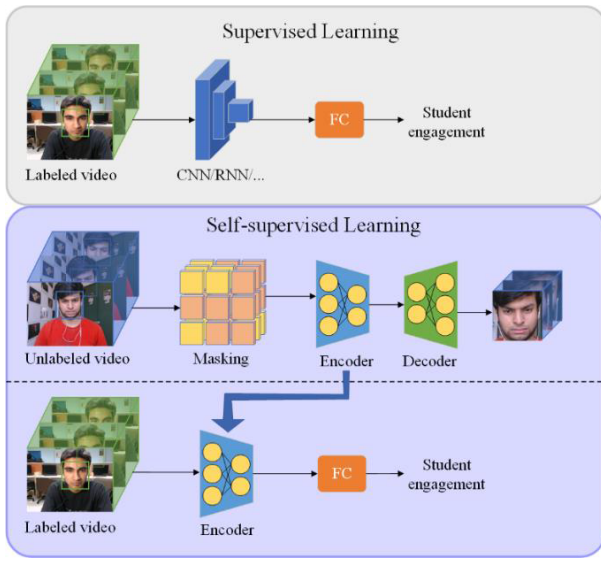 Supervised Learning
FC
Student
engagement
Labeled video
CNN/RNN/...
Self-supervised Learning
Unlabeled video
Masking
Encoder
Decoder
FC
Student
engagement
Labeled video
Encoder